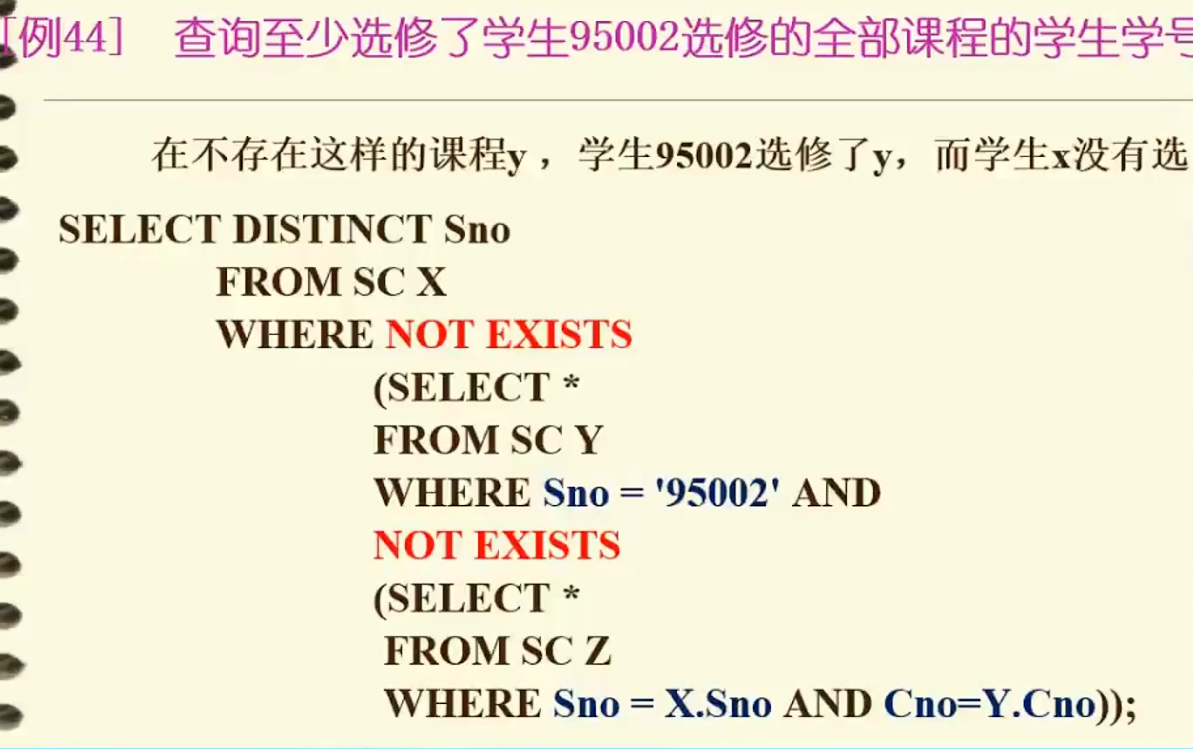 [例44] 查询至少选修了学生95002选修的全部课程的学生学号
在不存在这样的课程y，学生95002选修了y，而学生x没有选
SELECT DISTINCT Sno
FROM SC X
WHERE NOT EXISTS
(SELECT *
FROM SC Y
WHERE Sno = '95002' AND
NOT EXISTS
(SELECT *
FROM SC Z
WHERE Sno = X.Sno AND Cno=Y.Cno));